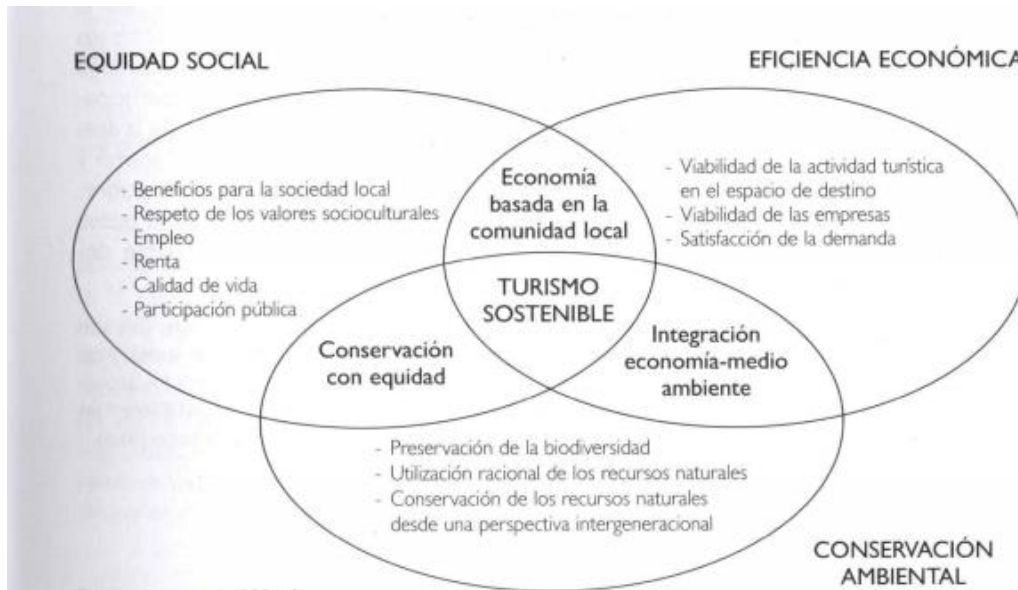 EQUIDAD SOCIAL
EFICIENCIA ECONÓMICA
- Beneficios para la sociedad local
- Respeto de los valores socioculturales
- Empleo
- Renta
- Calidad de vida
- Participación pública
Economía
basada en la
comunidad local
- Viabilidad de la actividad turística
en el espacio de destino
- Viabilidad de las empresas
- Satisfacción de la demanda
TURISMO
SOSTENIBLE
Conservación
con equidad
Integración
economía-medio
ambiente
- Preservación de la biodiversidad
- Utilización racional de los recursos naturales
- Conservación de los recursos naturales
desde una perspectiva intergeneracional
CONSERVACIÓN
AMBIENTAL